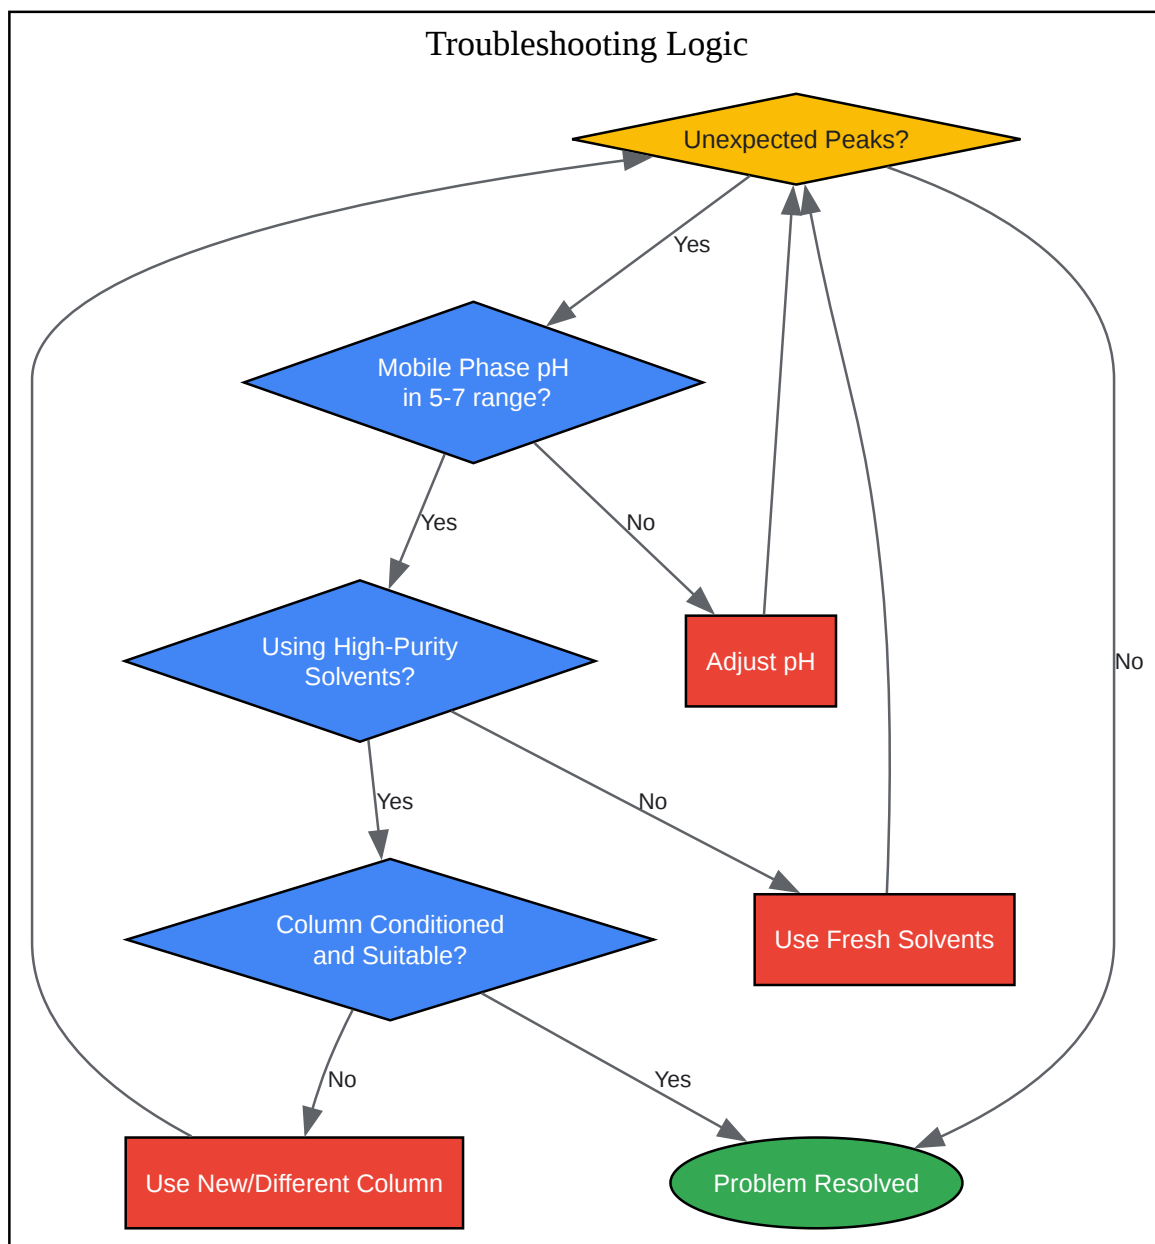 Troubleshooting Logic
Unexpected Peaks?
Yes
Mobile Phase pH
in 5-7 range?
Yes
No
Using High-Purity
Solvents?
Adjust pH
No
Yes
No
Column Conditioned
and Suitable?
Use Fresh Solvents
No
Yes
Use New/Different Column
Problem Resolved